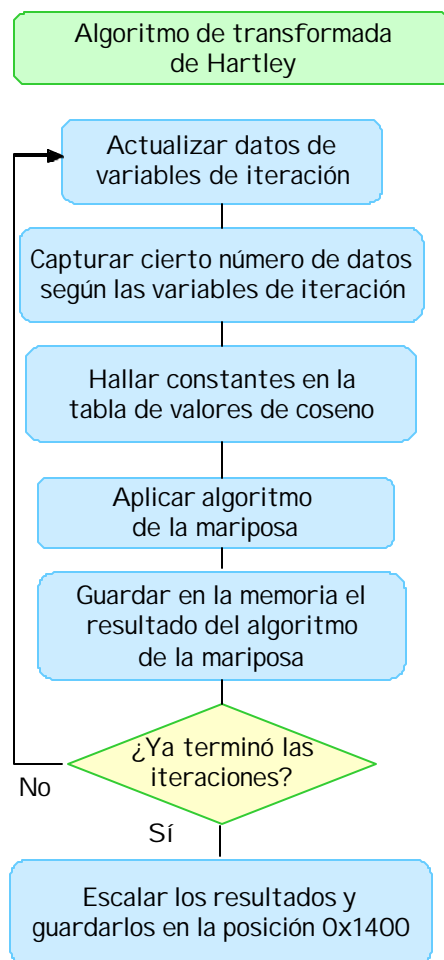 Algoritmo de transformada
de Hartley
Actualizar datos de
variables de iteración
Capturar cierto número de datos
según las variables de iteración
Hallar constantes en la
tabla de valores de coseno
Aplicar algoritmo
de la mariposa
Guardar en la memoria el
resultado del algoritmo
de la mariposa
¿Ya terminó las
iteraciones?
No
Sí
Escalar los resultados y
guardarlos en la posición 0x1400